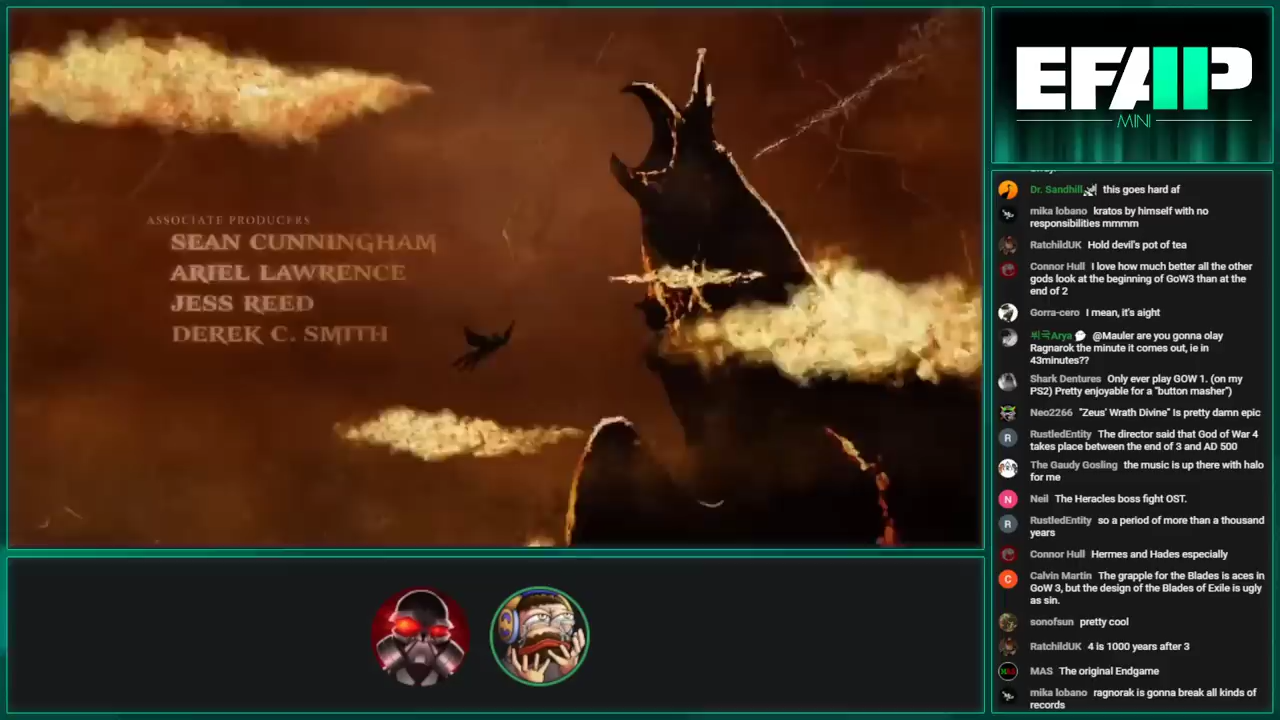 ASSOCIATE PRODUCERS
SEAN CUNNINGHAM
ARIEL LAWRENCE
JESS REED
DEREK C. SMITH
EFAP
MINI
Dr. Sandhill this goes hard af
mika lobano kratos by himself with no
responsibilities mmmm
RatchildUK Hold devil's pot of tea
Connor Hull I love how much better all the other
gods look at the beginning of GoW3 than at the
end of 2
Gorra-cero I mean, it's aight
Arya @Mauler are you gonna olay
Ragnarok the minute it comes out, ie in
43minutes??
Shark Dentures Only ever play GOW 1. (on my
PS2) Pretty enjoyable for a "button masher")
Neo2266 "Zeus' Wrath Divine" Is pretty damn epic
R RustledEntity The director said that God of War 4
takes place between the end of 3 and AD 500
The Gaudy Gosling the music is up there with halo
for me
N Neil The Heracles boss fight OST.
R RustledEntity so a period of more than a thousand
years
Connor Hull Hermes and Hades especially
C Calvin Martin The grapple for the Blades is aces in
GoW 3, but the design of the Blades of Exile is ugly
as sin.
sonofsun pretty cool
RatchildUK 4 is 1000 years after 3
MAS The original Endgame
mika lobano ragnorak is gonna break all kinds of
records